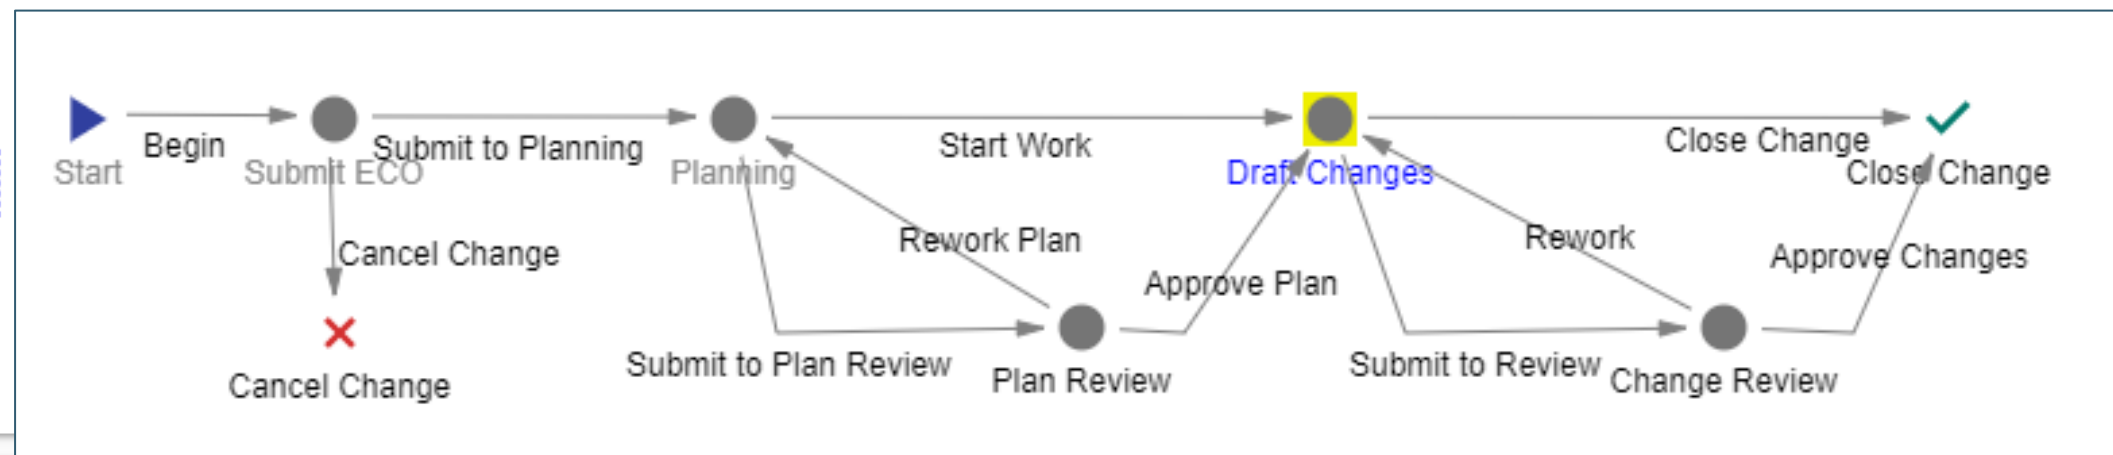 Begin
Submit to Planning
Start Work
Close Change
Start
Submit ECO
Planning
Draft Changes
Close Change
Cancel Change
Rework Plan
Approve Plan
Rework
Approve Changes
Cancel Change
Submit to Plan Review
Plan Review
Submit to Review
Change Review